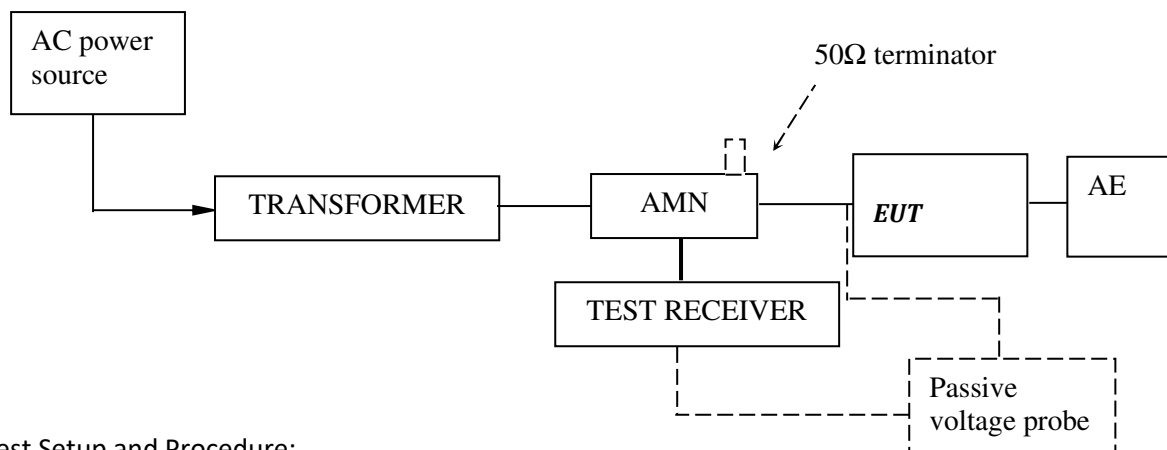 AC power
source
50Ω terminator
TRANSFORMER
AMN
EUT
AE
TEST RECEIVER
Passive
voltage probe
est Setup and Procedure: